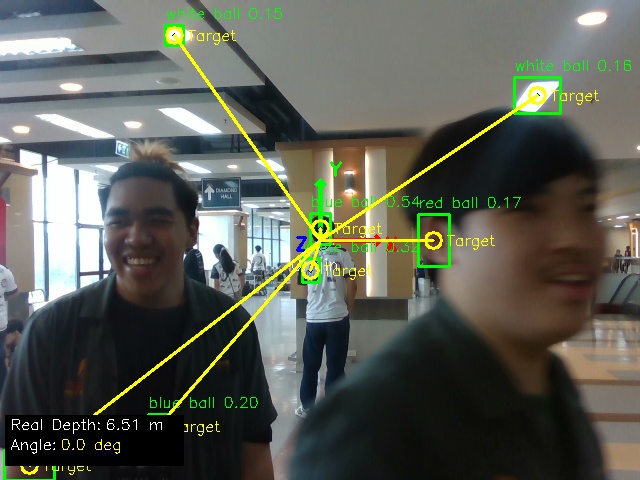 white ball 0.15
Target
white ball 0.16
Target
DIAMOND
HALL
Y
blue ball 0.54
red ball 0.17
Target
Z
Target
Target
blue ball 0.20
Target
Real Depth: 6.51 m
Angle: 0.0 deg
Target